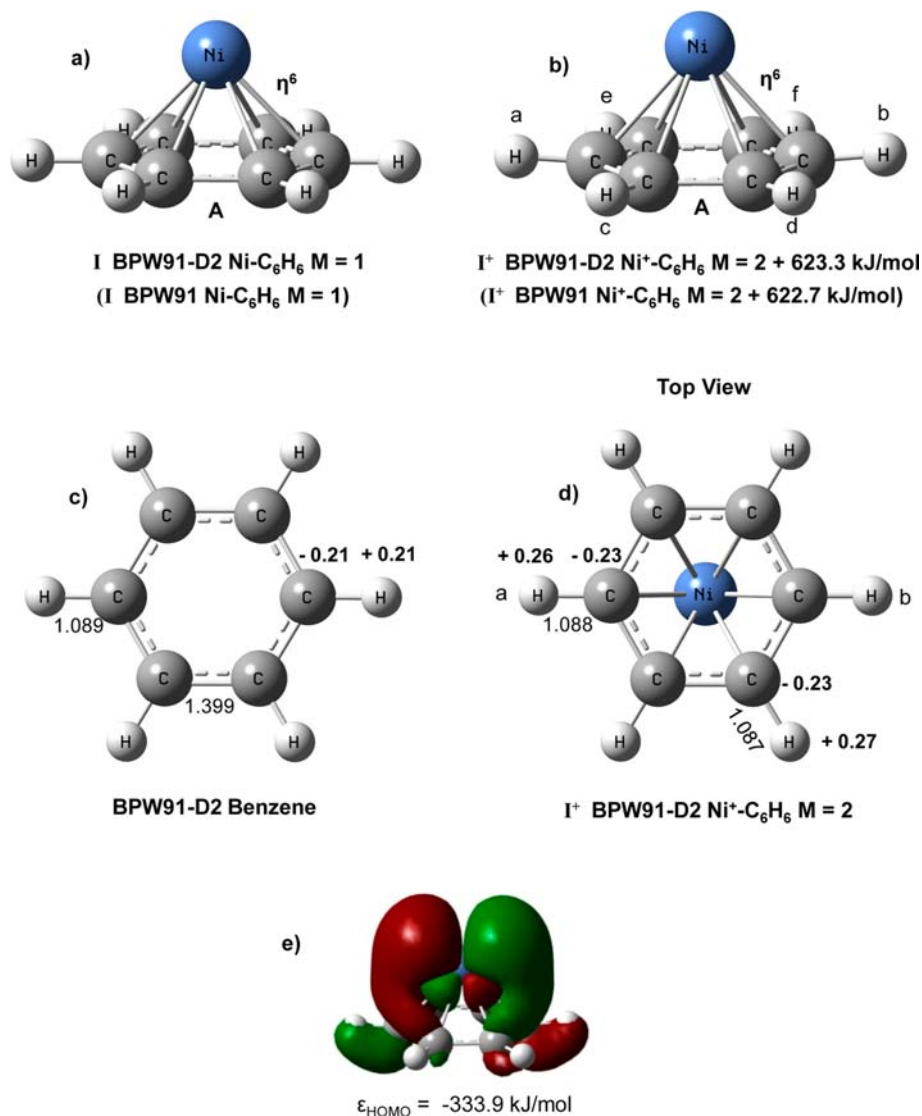 a)
Ni
η⁶
H
H
C
C
C
C
C
H
H
H
A
I BPW91-D2 Ni-C₆H₆ M = 1
(I BPW91 Ni-C₆H₆ M = 1)
b)
Ni
η⁶
e
f
a
b
H
H
H
C
C
C
C
C
C
H
H
H
A
c
d
I⁺ BPW91-D2 Ni⁺-C₆H₆ M = 2 + 623.3 kJ/mol
(I⁺ BPW91 Ni⁺-C₆H₆ M = 2 + 622.7 kJ/mol)
c)
H
H
C
C
- 0.21 + 0.21
H
C
C
H
1.089
C
C
1.399
H
H
BPW91-D2 Benzene
Top View
d)
H
H
C
C
+ 0.26 - 0.23
a
H
C
Ni
C
H
b
1.088
C
C
- 0.23
1.087
H
H
+ 0.27
I⁺ BPW91-D2 Ni⁺-C₆H₆ M = 2
e)
εHOMO = -333.9 kJ/mol